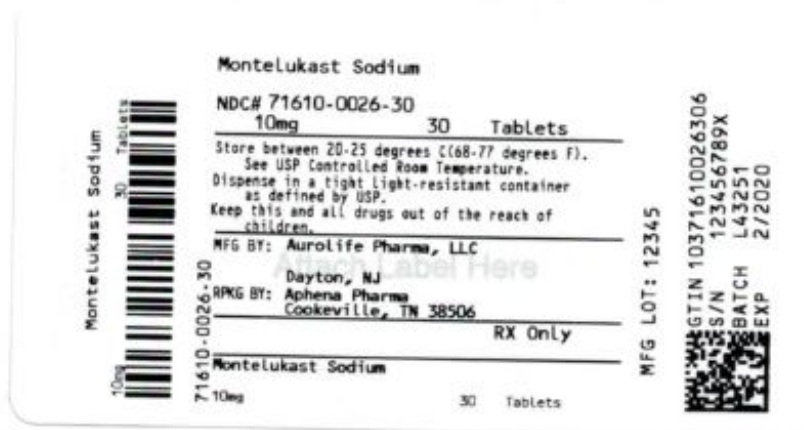 Montelukast Sodium
NDC# 71610-0026-30
10mg 30 Tablets
Store between 20-25 degrees C(68-77 degrees F).
See USP Controlled Room Temperature.
Dispense in a tight light-resistant container
as defined by USP.
Keep this and all drugs out of the reach of
children.
MFG BY: Aurolife Pharma, LLC
Attach Label Here
Dayton, NJ
RPKG BY: Aphena Pharma
Cookeville, TN 38506
RX Only
Montelukast Sodium
10mg 30 Tablets
Montelukast Sodium
10mg 30 Tablets
71610-0026-30
MFG LOT: 12345
GTIN 10371610026306
S/N 123456789X
BATCH L43251
EXP 2/2020